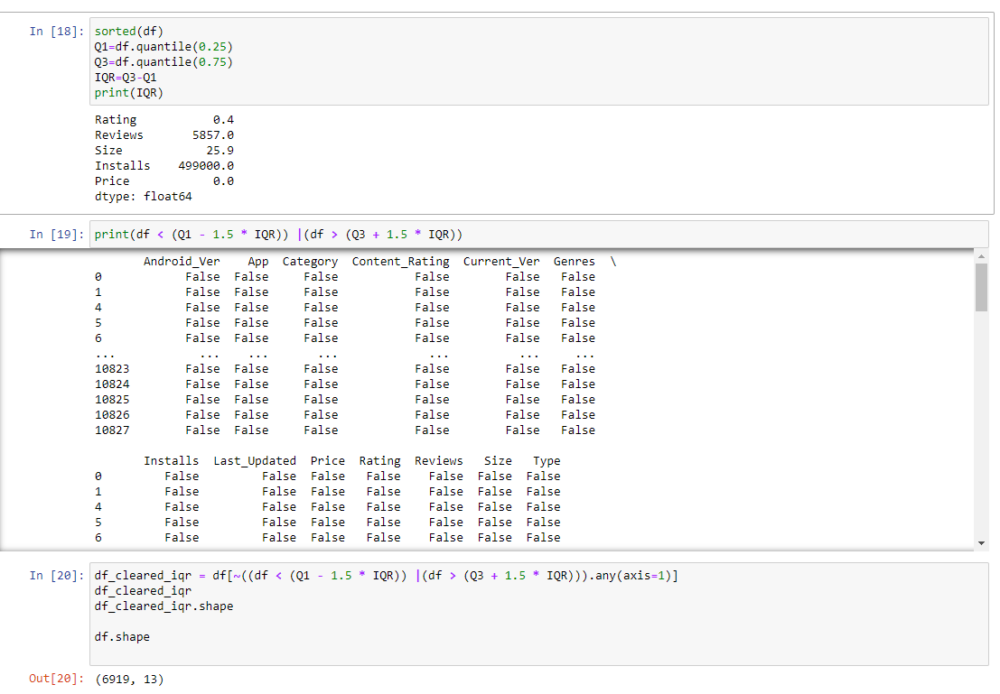 In [18]: sorted(df)
Q1=df.quantile(0.25)
Q3=df.quantile(0.75)
IQR=Q3-Q1
print(IQR)
Rating           0.4
Reviews       5857.0
Size            25.9
Installs    499000.0
Price            0.0
dtype: float64
In [19]: print(df < (Q1 - 1.5 * IQR)) |(df > (Q3 + 1.5 * IQR))
       Android_Ver    App  Category  Content_Rating  Current_Ver  Genres  \
0            False  False     False           False        False   False
1            False  False     False           False        False   False
4            False  False     False           False        False   False
5            False  False     False           False        False   False
6            False  False     False           False        False   False
...            ...    ...       ...             ...          ...     ...
10823        False  False     False           False        False   False
10824        False  False     False           False        False   False
10825        False  False     False           False        False   False
10826        False  False     False           False        False   False
10827        False  False     False           False        False   False
       Installs  Last_Updated  Price  Rating  Reviews   Size   Type
0         False         False  False   False    False  False  False
1         False         False  False   False    False  False  False
4         False         False  False   False    False  False  False
5         False         False  False   False    False  False  False
6         False         False  False   False    False  False  False
In [20]: df_cleared_iqr = df[~((df < (Q1 - 1.5 * IQR)) |(df > (Q3 + 1.5 * IQR))).any(axis=1)]
df_cleared_iqr
df_cleared_iqr.shape
df.shape
Out[20]: (6919, 13)